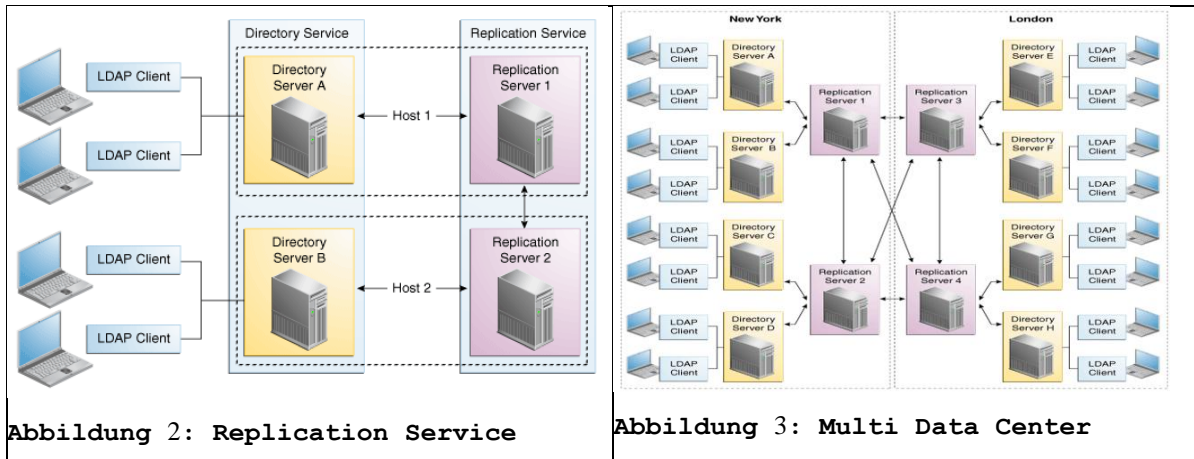 Directory Service
Replication Service
LDAP Client
LDAP Client
Directory
Server A
Host 1
Replication
Server 1
LDAP Client
LDAP Client
Directory
Server B
Host 2
Replication
Server 2
Abbildung 2: Replication Service
New York
London
LDAP
Client
LDAP
Client
Directory
Server A
LDAP
Client
LDAP
Client
Directory
Server B
LDAP
Client
LDAP
Client
Directory
Server C
LDAP
Client
LDAP
Client
Directory
Server D
Replication
Server 1
Replication
Server 3
Replication
Server 2
Replication
Server 4
Directory
Server E
LDAP
Client
LDAP
Client
Directory
Server F
LDAP
Client
LDAP
Client
Directory
Server G
LDAP
Client
LDAP
Client
Directory
Server H
LDAP
Client
LDAP
Client
Abbildung 3: Multi Data Center